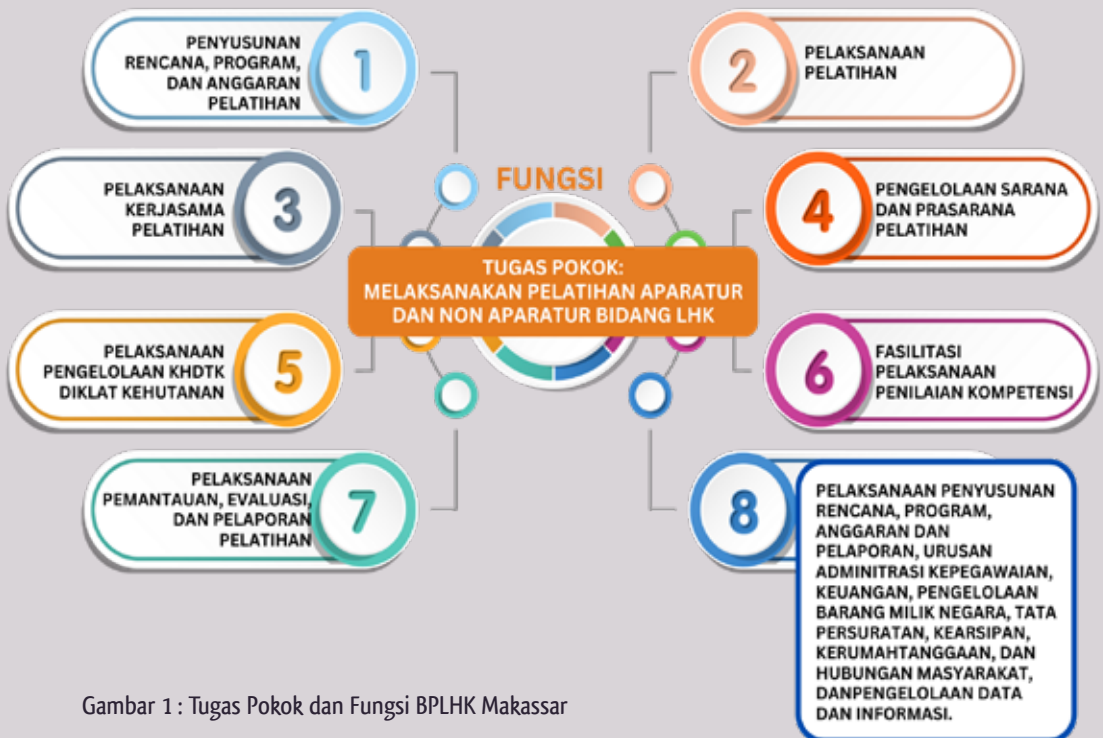 1
PENYUSUNAN
RENCANA, PROGRAM,
DAN ANGGARAN
PELATIHAN
2
PELAKSANAAN
PELATIHAN
3
PELAKSANAAN
KERJASAMA
PELATIHAN
FUNGSI
4
PENGELOLAAN SARANA
DAN PRASARANA
PELATIHAN
TUGAS POKOK:
MELAKSANAKAN PELATIHAN APARATUR
DAN NON APARATUR BIDANG LHK
5
PELAKSANAAN
PENGELOLAAN KHDTK
DIKLAT KEHUTANAN
6
FASILITASI
PELAKSANAAN
PENILAIAN KOMPETENSI
7
PELAKSANAAN
PEMANTAUAN, EVALUASI,
DAN PELAPORAN
PELATIHAN
8
PELAKSANAAN PENYUSUNAN
RENCANA, PROGRAM,
ANGGARAN DAN
PELAPORAN, URUSAN
ADMINITRASI KEPEGAWAIAN,
KEUANGAN, PENGELOLAAN
BARANG MILIK NEGARA, TATA
PERSURATAN, KEARSIPAN,
KERUMAHTANGGAAN, DAN
HUBUNGAN MASYARAKAT,
DANPENGELOLAAN DATA
DAN INFORMASI.
Gambar 1 : Tugas Pokok dan Fungsi BPLHK Makassar